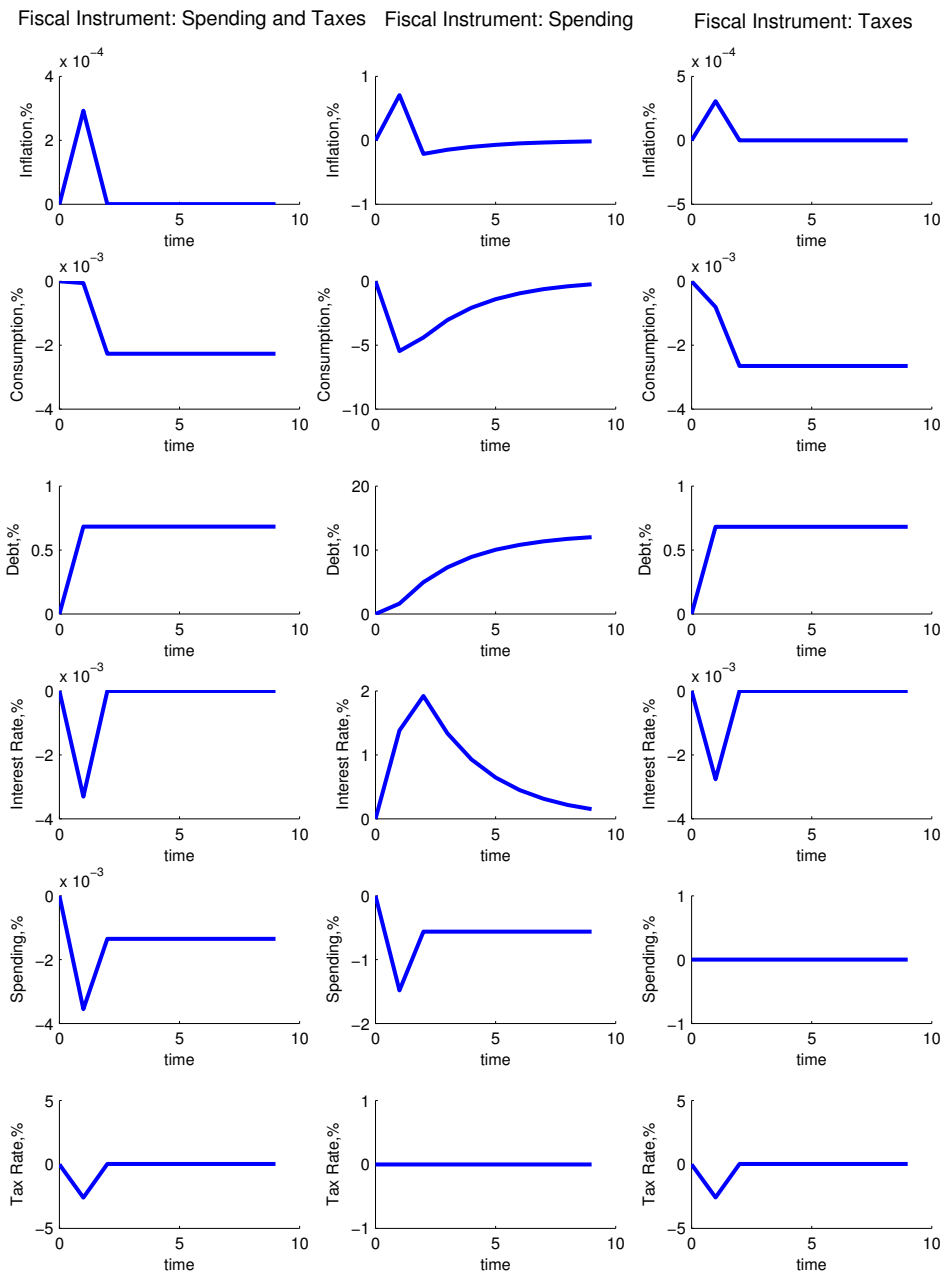 Fiscal Instrument: Spending and Taxes Fiscal Instrument: Spending Fiscal Instrument: Taxes
x 10⁻⁴ x 10⁻⁴
4 1 5
2 0 0
0 −1 −5
Inflation,% Inflation,% Inflation,%
0 5 10 0 5 10 0 5 10
time time time
x 10⁻³ x 10⁻³
0 0 0
−2 −5 −2
−4 −10 −4
Consumption,% Consumption,% Consumption,%
0 5 10 0 5 10 0 5 10
time time time
1 20 1
0.5 10 0.5
0 0 0
Debt,% Debt,% Debt,%
0 5 10 0 5 10 0 5 10
time time time
x 10⁻³ x 10⁻³
0 2 0
−2 1 −2
−4 0 −4
Interest Rate,% Interest Rate,% Interest Rate,%
0 5 10 0 5 10 0 5 10
time time time
x 10⁻³
0 0 1
−2 −1 0
−4 −2 −1
Spending,% Spending,% Spending,%
0 5 10 0 5 10 0 5 10
time time time
5 1 5
0 0 0
−5 −1 −5
Tax Rate,% Tax Rate,% Tax Rate,%
0 5 10 0 5 10 0 5 10
time time time